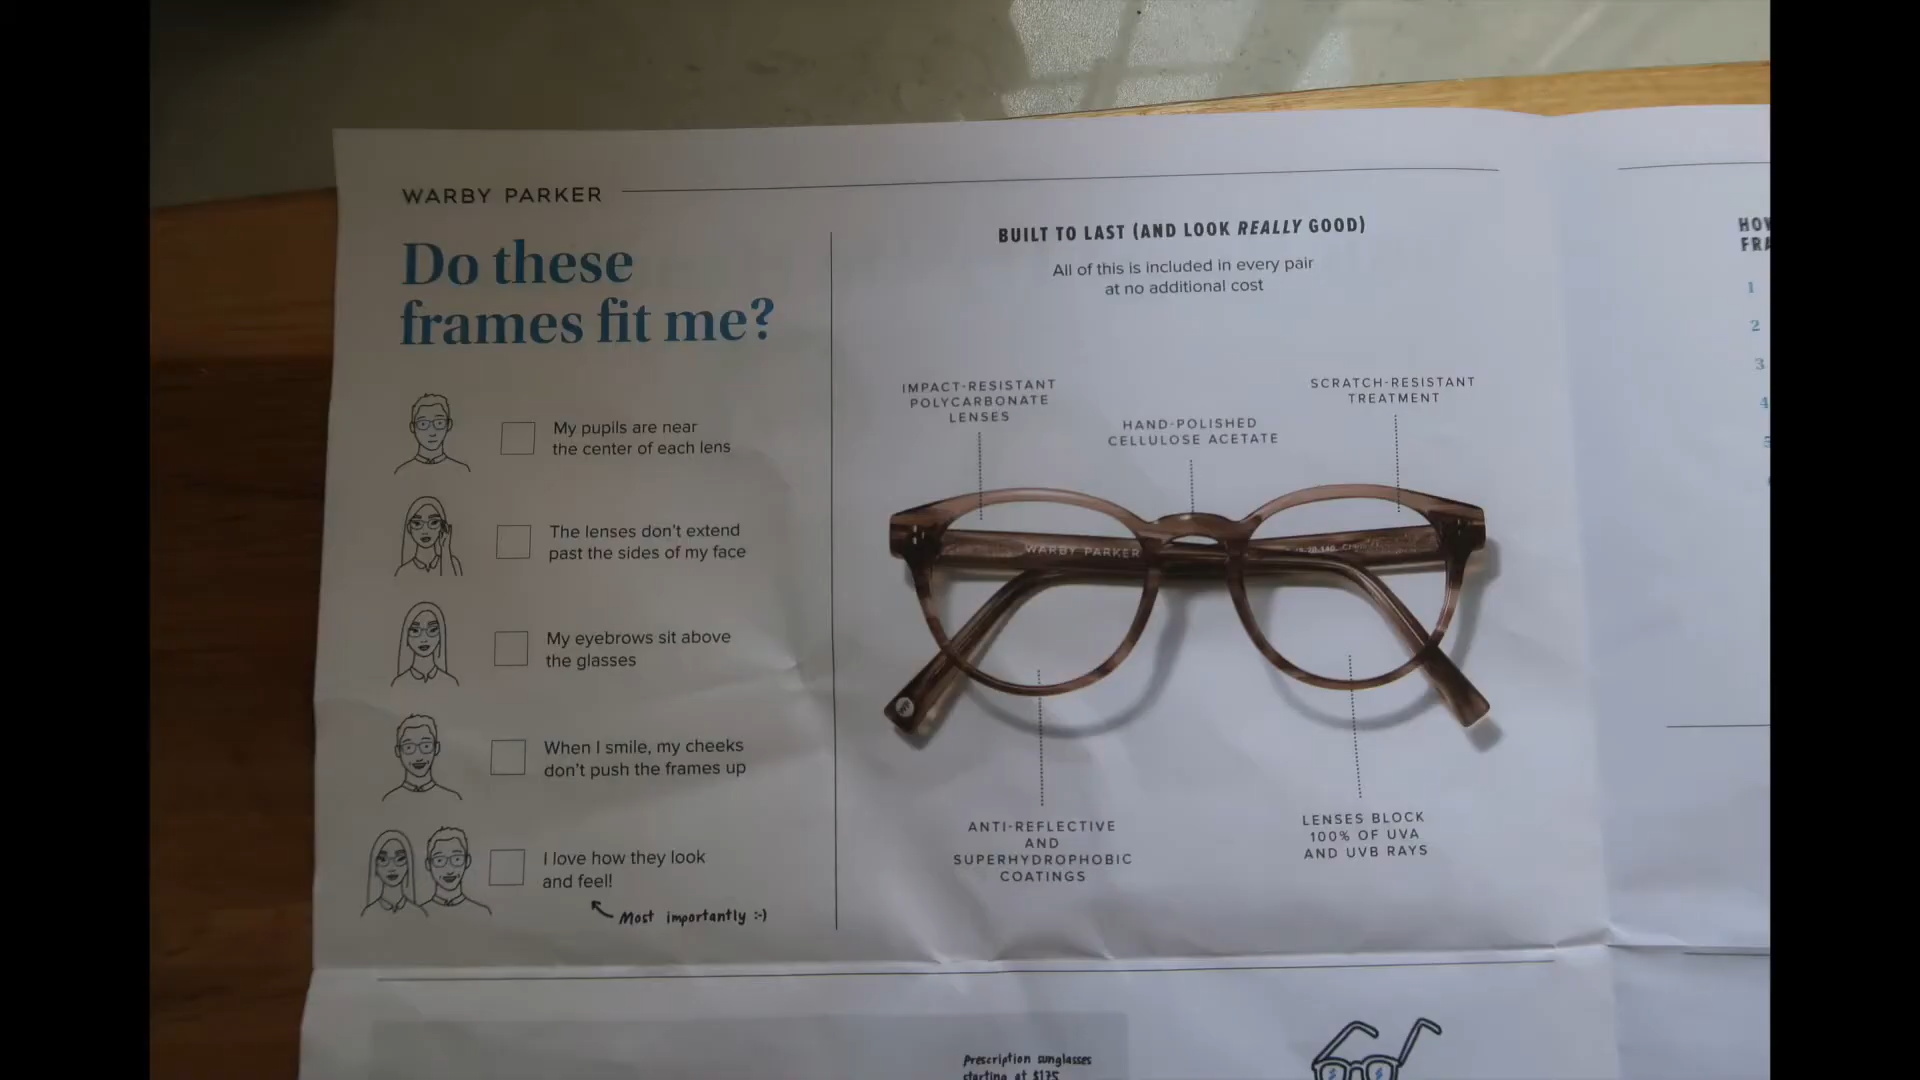 WARBY PARKER
Do these
frames fit me?
My pupils are near
the center of each lens
The lenses don't extend
past the sides of my face
My eyebrows sit above
the glasses
When I smile, my cheeks
don't push the frames up
I love how they look
and feel!
Most importantly :-)
BUILT TO LAST (AND LOOK REALLY GOOD)
All of this is included in every pair
at no additional cost
IMPACT-RESISTANT
POLYCARBONATE
LENSES
HAND-POLISHED
CELLULOSE ACETATE
SCRATCH-RESISTANT
TREATMENT
WARBY PARKER
ANTI-REFLECTIVE
AND
SUPERHYDROPHOBIC
COATINGS
LENSES BLOCK
100% OF UVA
AND UVB RAYS
Prescription sunglasses
starting at $175
1
2
3
4